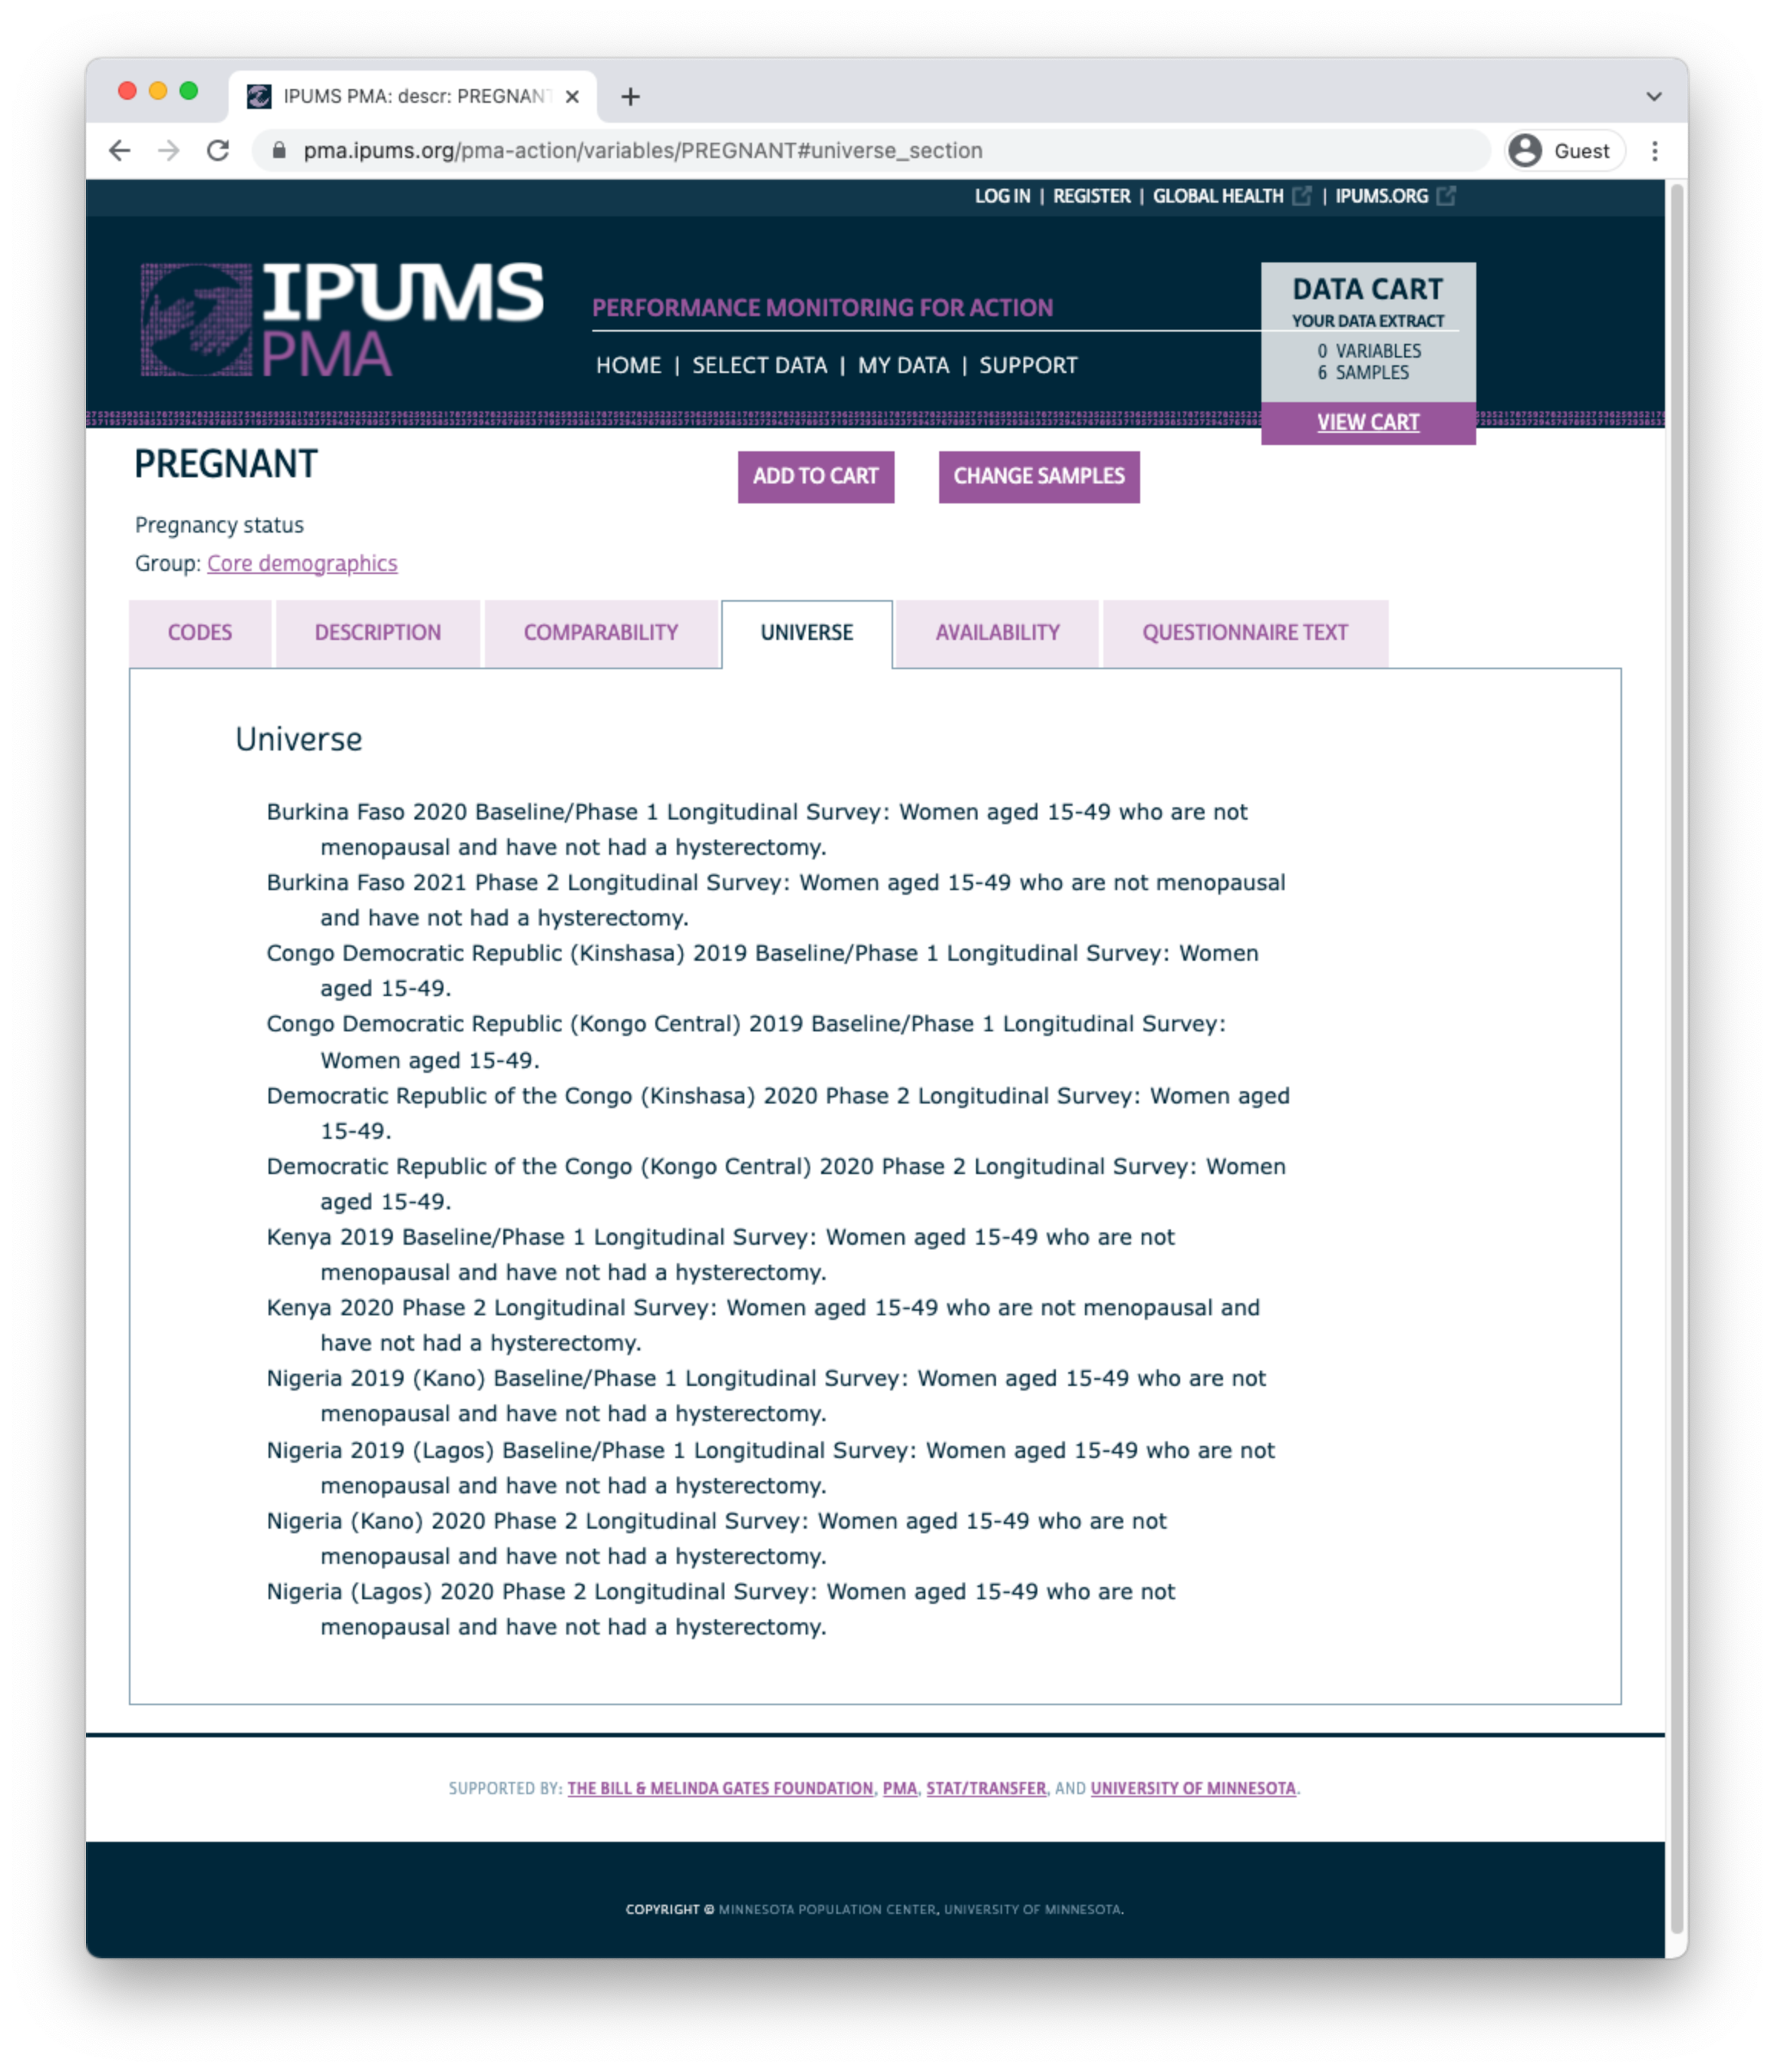 IPUMS PMA: descr: PREGNANT
pma.ipums.org/pma-action/variables/PREGNANT#universe_section
Guest
LOG IN | REGISTER | GLOBAL HEALTH | IPUMS.ORG
IPUMS
PMA
PERFORMANCE MONITORING FOR ACTION
HOME | SELECT DATA | MY DATA | SUPPORT
DATA CART
YOUR DATA EXTRACT
0 VARIABLES
6 SAMPLES
VIEW CART
PREGNANT
ADD TO CART
CHANGE SAMPLES
Pregnancy status
Group: Core demographics
CODES
DESCRIPTION
COMPARABILITY
UNIVERSE
AVAILABILITY
QUESTIONNAIRE TEXT
Universe
Burkina Faso 2020 Baseline/Phase 1 Longitudinal Survey: Women aged 15-49 who are not
menopausal and have not had a hysterectomy.
Burkina Faso 2021 Phase 2 Longitudinal Survey: Women aged 15-49 who are not menopausal
and have not had a hysterectomy.
Congo Democratic Republic (Kinshasa) 2019 Baseline/Phase 1 Longitudinal Survey: Women
aged 15-49.
Congo Democratic Republic (Kongo Central) 2019 Baseline/Phase 1 Longitudinal Survey:
Women aged 15-49.
Democratic Republic of the Congo (Kinshasa) 2020 Phase 2 Longitudinal Survey: Women aged
15-49.
Democratic Republic of the Congo (Kongo Central) 2020 Phase 2 Longitudinal Survey: Women
aged 15-49.
Kenya 2019 Baseline/Phase 1 Longitudinal Survey: Women aged 15-49 who are not
menopausal and have not had a hysterectomy.
Kenya 2020 Phase 2 Longitudinal Survey: Women aged 15-49 who are not menopausal and
have not had a hysterectomy.
Nigeria 2019 (Kano) Baseline/Phase 1 Longitudinal Survey: Women aged 15-49 who are not
menopausal and have not had a hysterectomy.
Nigeria 2019 (Lagos) Baseline/Phase 1 Longitudinal Survey: Women aged 15-49 who are not
menopausal and have not had a hysterectomy.
Nigeria (Kano) 2020 Phase 2 Longitudinal Survey: Women aged 15-49 who are not
menopausal and have not had a hysterectomy.
Nigeria (Lagos) 2020 Phase 2 Longitudinal Survey: Women aged 15-49 who are not
menopausal and have not had a hysterectomy.
SUPPORTED BY: THE BILL & MELINDA GATES FOUNDATION, PMA, STAT/TRANSFER, AND UNIVERSITY OF MINNESOTA.
COPYRIGHT © MINNESOTA POPULATION CENTER, UNIVERSITY OF MINNESOTA.